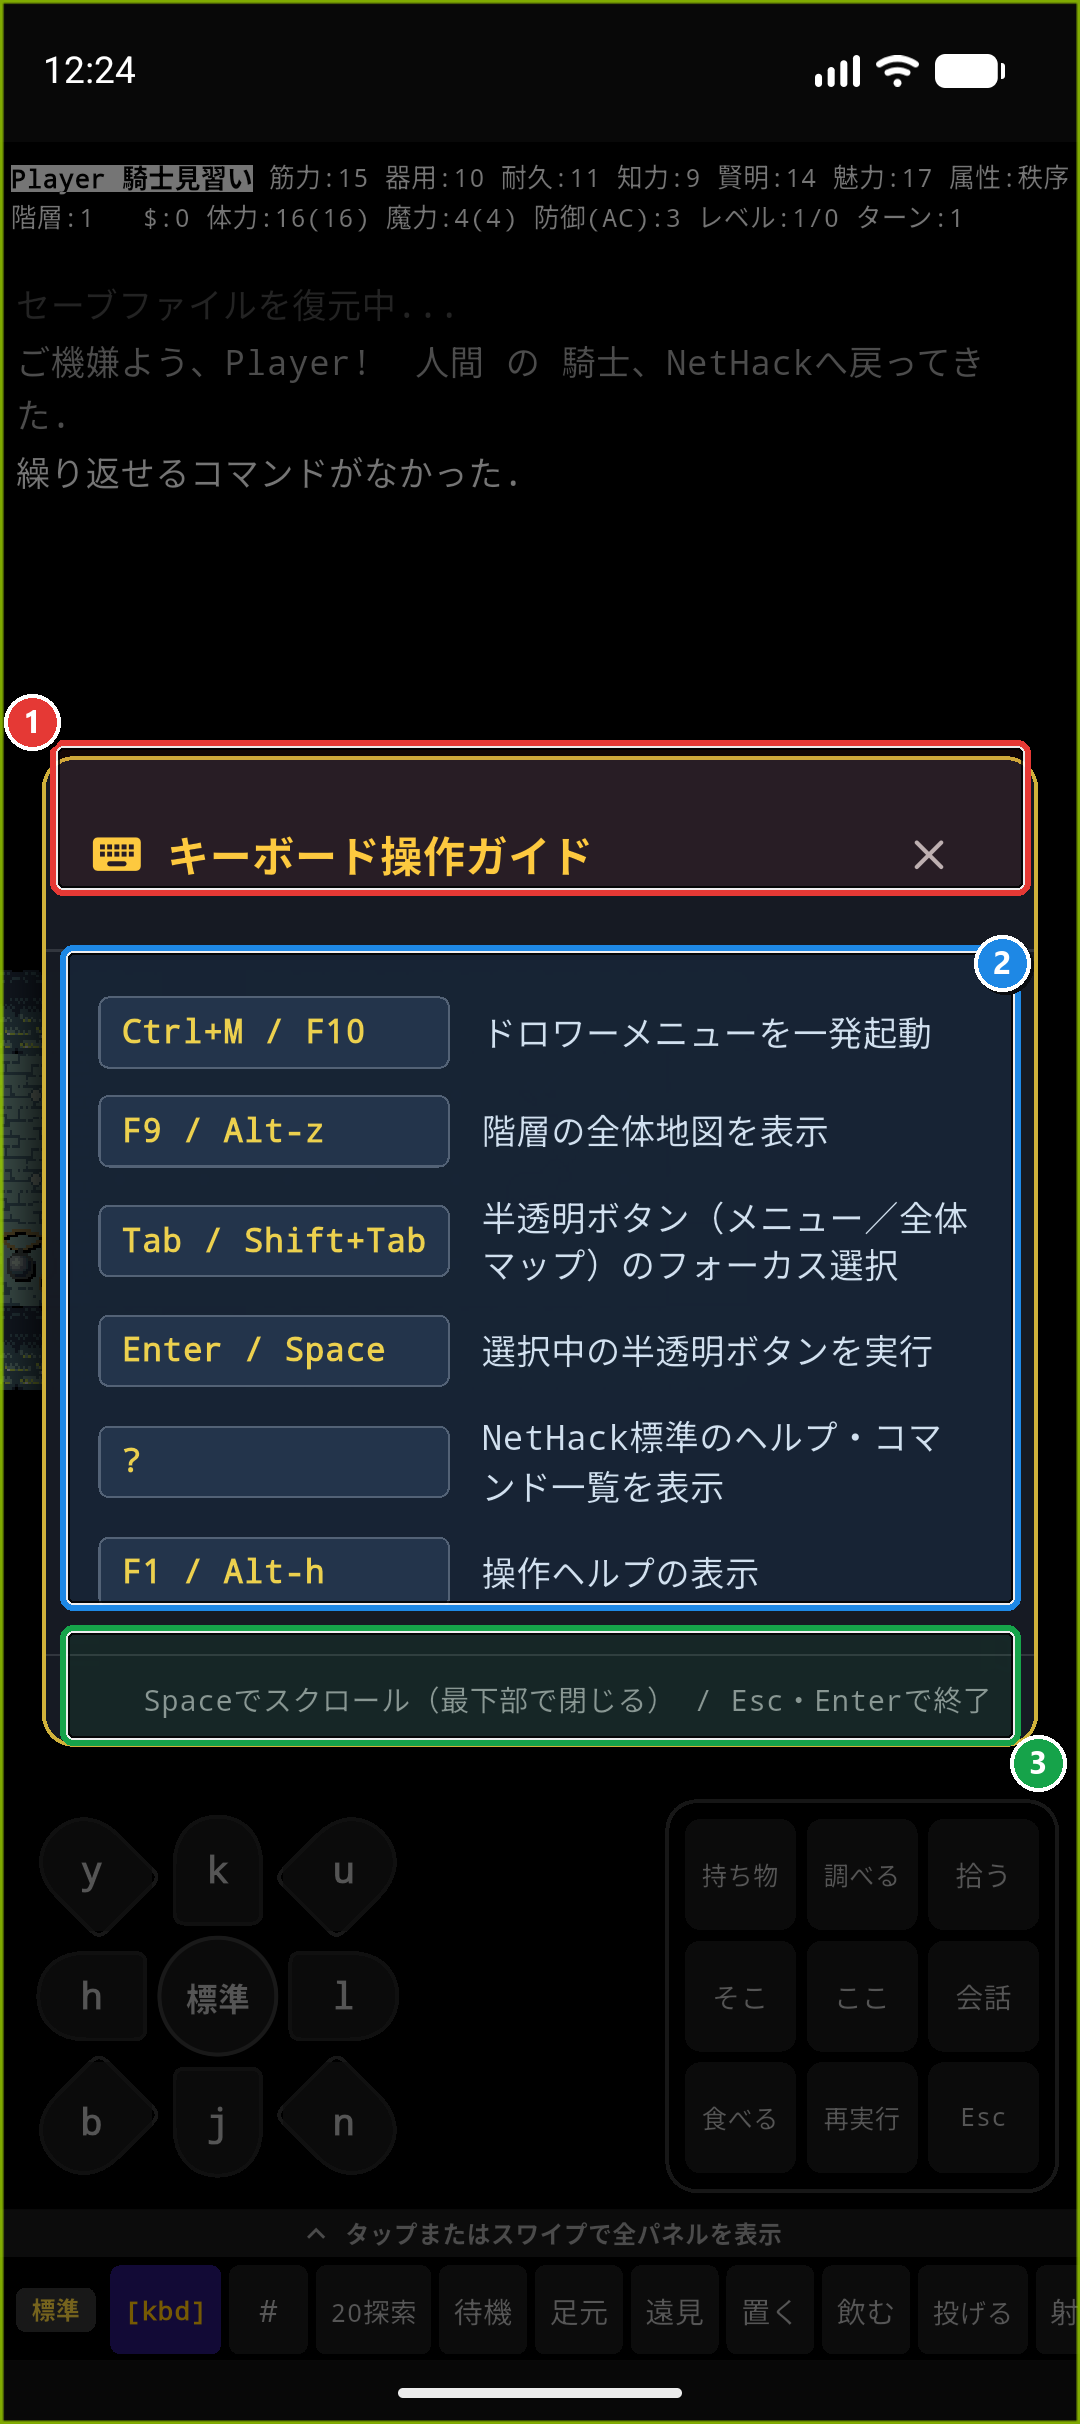 12:24
Player 騎士見習い 筋力:15 器用:10 耐久:11 知力:9 賢明:14 魅力:17 属性:秩序
階層:1 $:0 体力:16(16) 魔力:4(4) 防御(AC):3 レベル:1/0 ターン:1
セーブファイルを復元中...
ご機嫌よう、Player! 人間 の 騎士、NetHackへ戻ってき
た.
繰り返せるコマンドがなかった.
1
キーボード操作ガイド
2
Ctrl+M / F10 ドロワーメニューを一発起動
F9 / Alt-z 階層の全体地図を表示
Tab / Shift+Tab 半透明ボタン（メニュー／全体
マップ）のフォーカス選択
Enter / Space 選択中の半透明ボタンを実行
? NetHack標準のヘルプ・コマ
ンド一覧を表示
F1 / Alt-h 操作ヘルプの表示
Spaceでスクロール（最下部で閉じる） / Esc・Enterで終了
3
y k u 持ち物 調べる 拾う
h 標準 l そこ ここ 会話
b j n 食べる 再実行 Esc
タップまたはスワイプで全パネルを表示
標準 [kbd] # 20探索 待機 足元 遠見 置く 飲む 投げる 射